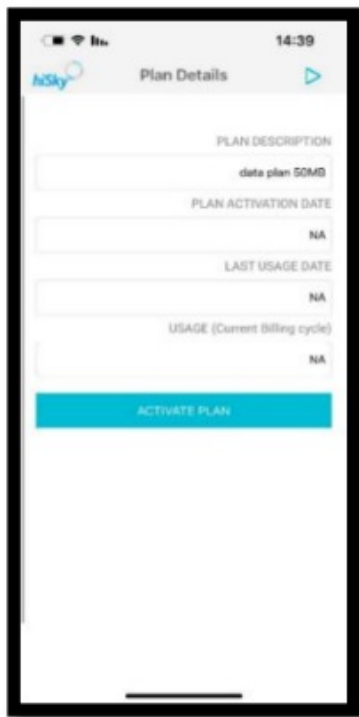 14:39
hiSky
Plan Details
PLAN DESCRIPTION
data plan 50MB
PLAN ACTIVATION DATE
NA
LAST USAGE DATE
NA
USAGE (Current Billing cycle)
NA
ACTIVATE PLAN